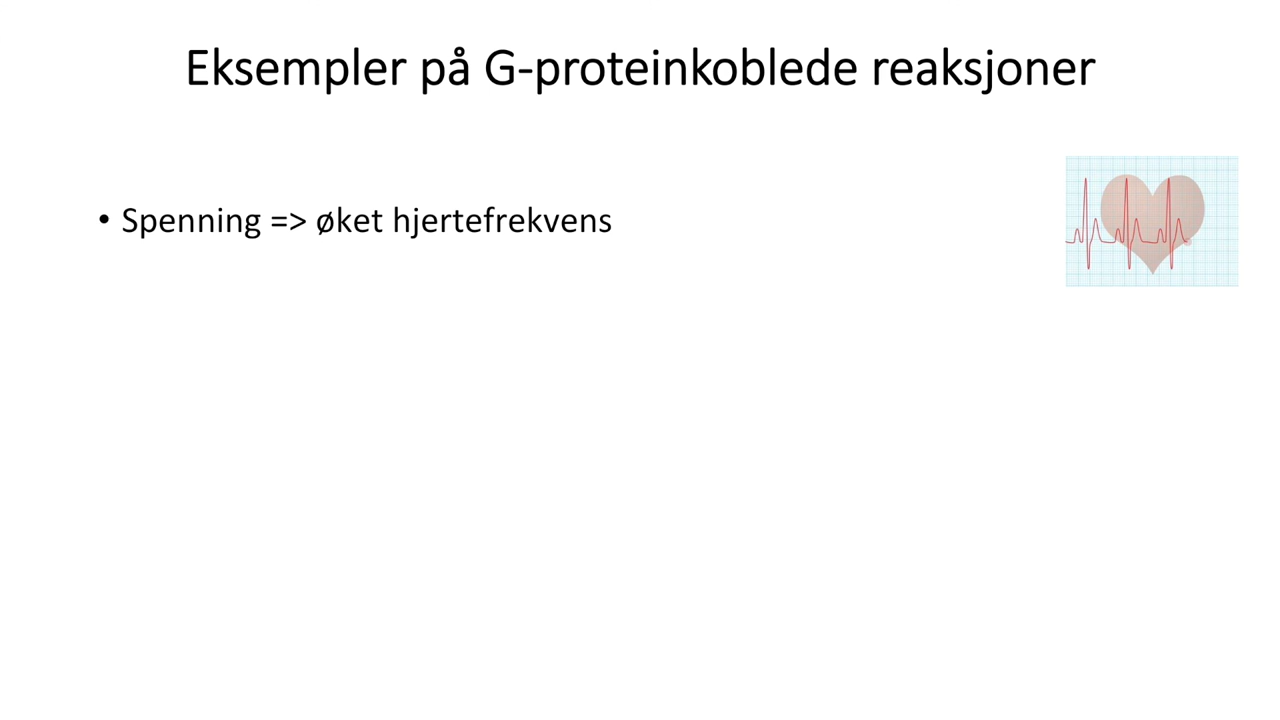 Eksempler på G-proteinkoblede reaksjoner
• Spenning => øket hjertefrekvens